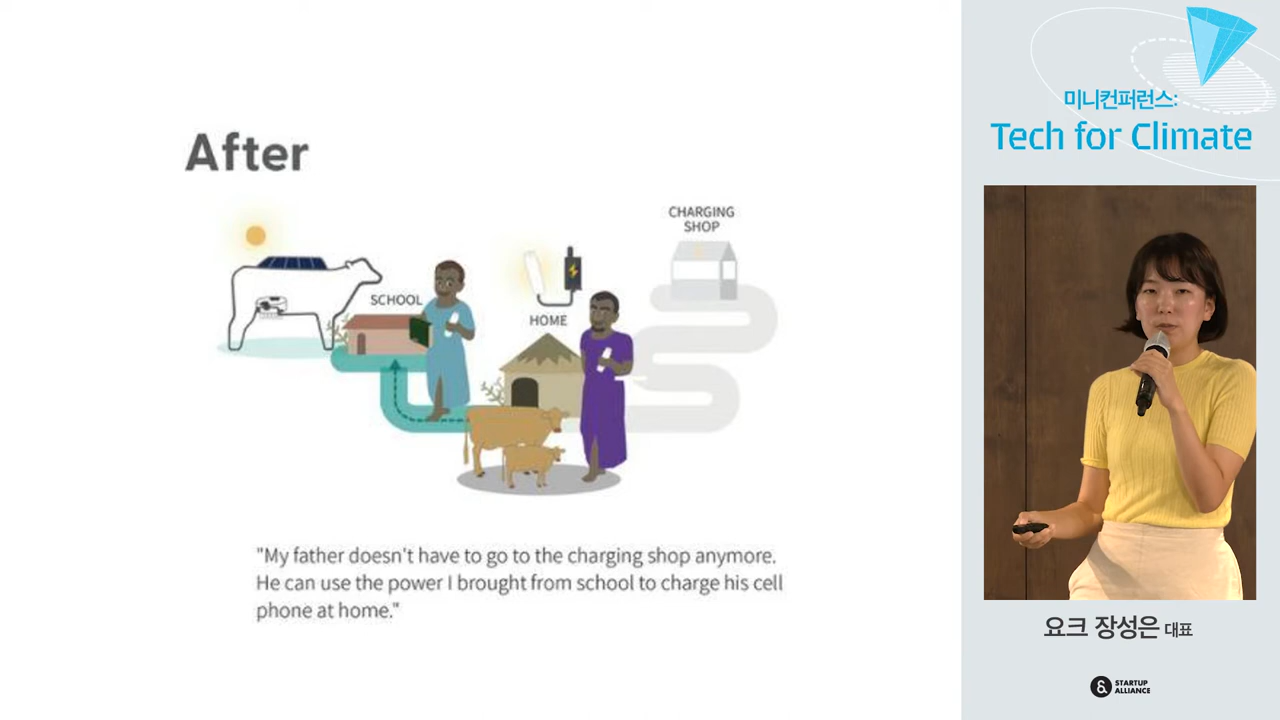 After
SCHOOL
HOME
CHARGING
SHOP
"My father doesn't have to go to the charging shop anymore.
He can use the power I brought from school to charge his cell
phone at home."
미니컨퍼런스:
Tech for Climate
요크 장성은 대표
&
STARTUP
ALLIANCE